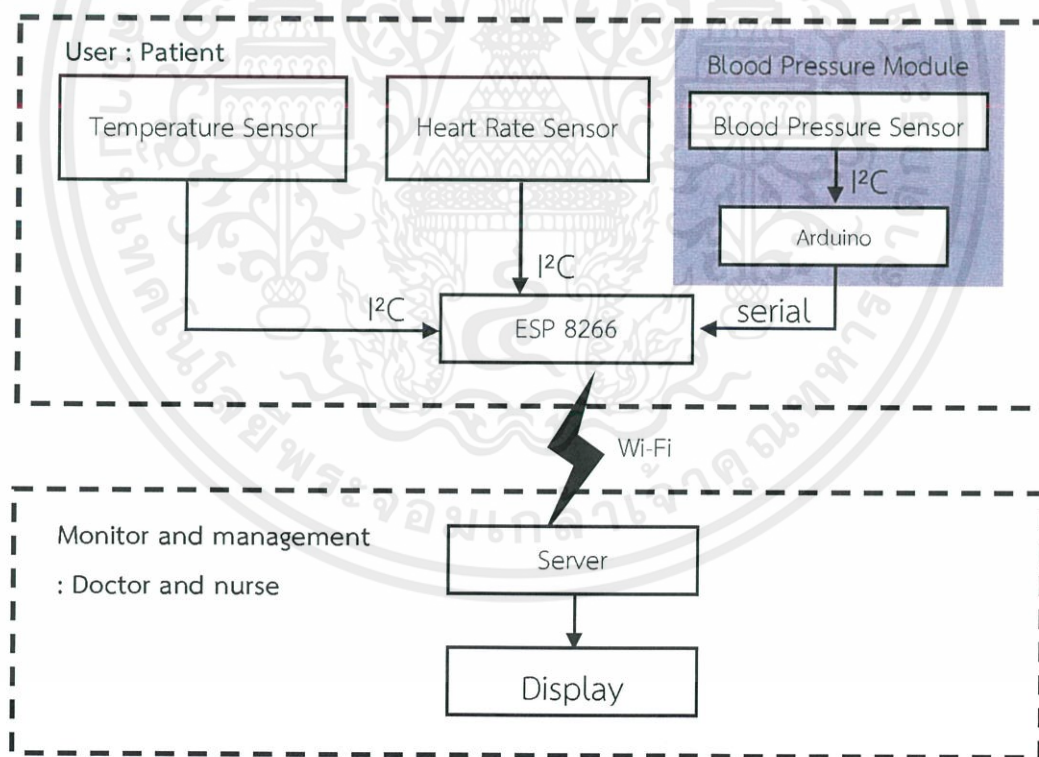 User : Patient
Blood Pressure Module
Temperature Sensor
Heart Rate Sensor
Blood Pressure Sensor
I²C
Arduino
I²C
I²C
serial
ESP 8266
Wi-Fi
Monitor and management
: Doctor and nurse
Server
Display